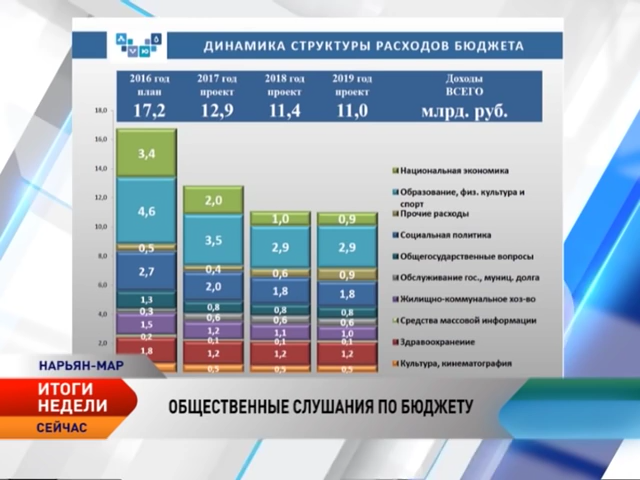 ДИНАМИКА СТРУКТУРЫ РАСХОДОВ БЮДЖЕТА
2016 год 2017 год 2018 год 2019 год Доходы
план проект проект проект ВСЕГО
17,2 12,9 11,4 11,0 млрд. руб.
18,0
16,0
14,0
12,0
10,0
8,0
6,0
4,0
2,0
3,4
4,6
0,5
2,7
1,3
0,3
1,5
0,2
1,8
2,0
3,5
0,4
2,0
0,8
0,6
1,2
0,1
1,2
0,5
1,0
2,9
0,6
1,8
0,8
0,6
1,1
0,1
1,2
0,5
0,9
2,9
0,9
1,8
0,8
0,6
1,0
0,1
1,2
0,5
Национальная экономика
Образование, физ. культура и
спорт
Прочие расходы
Социальная политика
Общегосударственные вопросы
Обслуживание гос., муниц. долга
Жилищно-коммунальное хоз-во
Средства массовой информации
Здравоохранение
Культура, кинематография
НАРЬЯН-МАР
ИТОГИ
НЕДЕЛИ
СЕЙЧАС
ОБЩЕСТВЕННЫЕ СЛУШАНИЯ ПО БЮДЖЕТУ